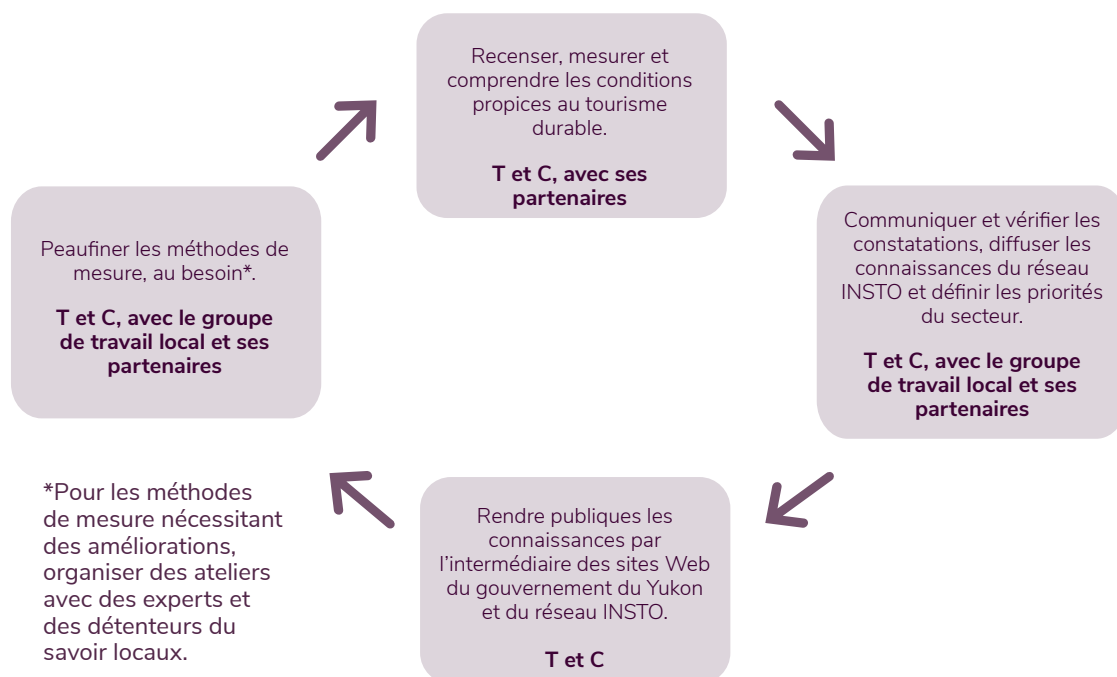 Recenser, mesurer et
comprendre les conditions
propices au tourisme
durable.
T et C, avec ses
partenaires
Communiquer et vérifier les
constatations, diffuser les
connaissances du réseau
INSTO et définir les priorités
du secteur.
T et C, avec le groupe
de travail local et ses
partenaires
Rendre publiques les
connaissances par
l'intermédiaire des sites Web
du gouvernement du Yukon
et du réseau INSTO.
T et C
Peaufiner les méthodes de
mesure, au besoin*.
T et C, avec le groupe
de travail local et ses
partenaires
*Pour les méthodes
de mesure nécessitant
des améliorations,
organiser des ateliers
avec des experts et
des détenteurs du
savoir locaux.